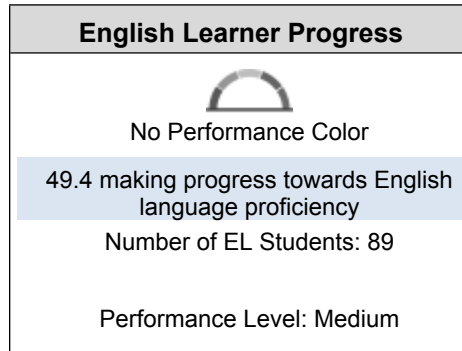 English Learner Progress
No Performance Color
49.4 making progress towards English
language proficiency
Number of EL Students: 89
Performance Level: Medium